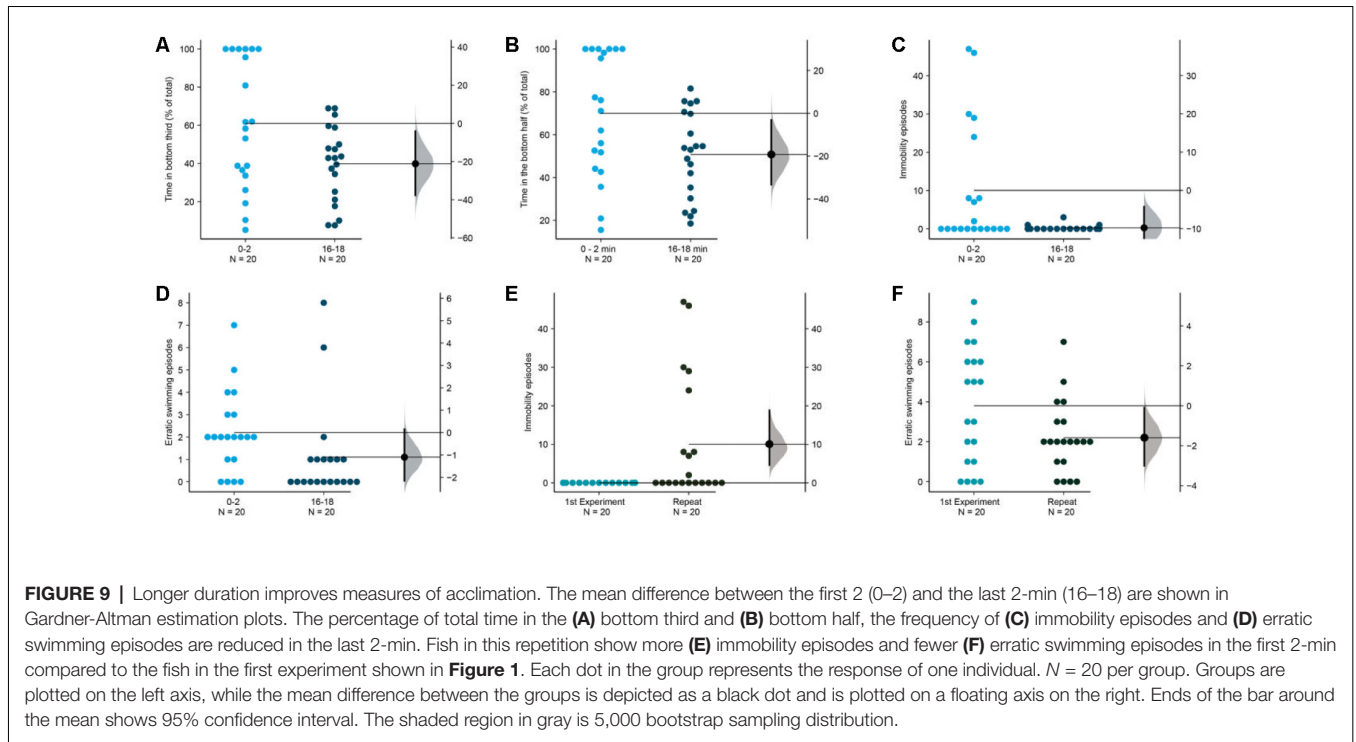 A
Time in bottom third (% of total)
100
80
60
40
20
40
20
0
−20
−40
−60
0-2
N = 20
16-18
N = 20
B
Time in the bottom half (% of total)
100
80
60
40
20
20
0
−20
−40
0 - 2 min
N = 20
16-18 min
N = 20
C
Immobility episodes
40
30
20
10
0
30
20
10
0
−10
0-2
N = 20
16-18
N = 20
D
Erratic swimming episodes
8
7
6
5
4
3
2
1
0
6
5
4
3
2
1
0
−1
−2
0-2
N = 20
16-18
N = 20
E
Immobility episodes
40
30
20
10
0
40
30
20
10
0
1st Experiment
N = 20
Repeat
N = 20
F
Erratic swimming episodes
8
6
4
2
0
4
2
0
−2
−4
1st Experiment
N = 20
Repeat
N = 20
FIGURE 9 | Longer duration improves measures of acclimation. The mean difference between the first 2 (0–2) and the last 2-min (16–18) are shown in
Gardner-Altman estimation plots. The percentage of total time in the (A) bottom third and (B) bottom half, the frequency of (C) immobility episodes and (D) erratic
swimming episodes are reduced in the last 2-min. Fish in this repetition show more (E) immobility episodes and fewer (F) erratic swimming episodes in the first 2-min
compared to the fish in the first experiment shown in Figure 1. Each dot in the group represents the response of one individual. N = 20 per group. Groups are
plotted on the left axis, while the mean difference between the groups is depicted as a black dot and is plotted on a floating axis on the right. Ends of the bar around
the mean shows 95% confidence interval. The shaded region in gray is 5,000 bootstrap sampling distribution.